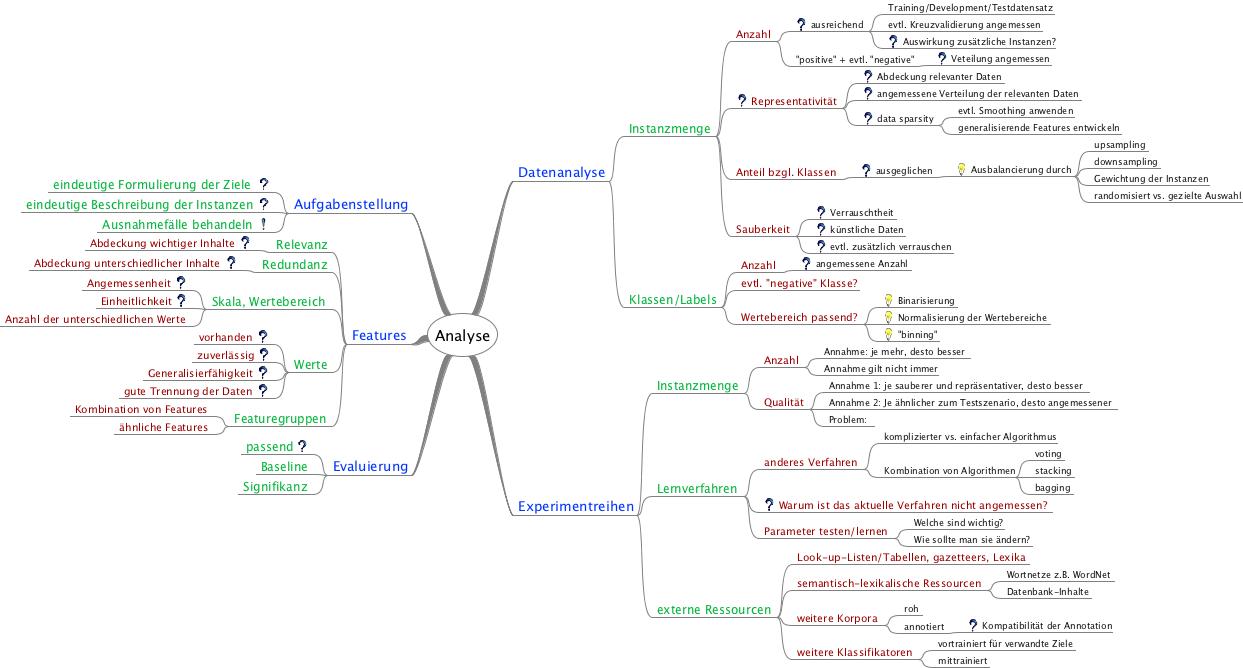 Analyse
Aufgabenstellung
eindeutige Formulierung der Ziele
eindeutige Beschreibung der Instanzen
Ausnahmefälle behandeln
Features
Relevanz
Abdeckung wichtiger Inhalte
Redundanz
Abdeckung unterschiedlicher Inhalte
Skala, Wertebereich
Angemessenheit
Einheitlichkeit
Anzahl der unterschiedlichen Werte
Werte
vorhanden
zuverlässig
Generalisierfähigkeit
gute Trennung der Daten
Featuregruppen
Kombination von Features
ähnliche Features
Evaluierung
passend
Baseline
Signifikanz
Datenanalyse
Instanzmenge
Anzahl
ausreichend
Training/Development/Testdatensatz
evtl. Kreuzvalidierung angemessen
Auswirkung zusätzliche Instanzen?
"positive" + evtl. "negative"
Veteilung angemessen
Representativität
Abdeckung relevanter Daten
angemessene Verteilung der relevanten Daten
data sparsity
evtl. Smoothing anwenden
generalisierende Features entwickeln
Anteil bzgl. Klassen
ausgeglichen
Ausbalancierung durch
upsampling
downsampling
Gewichtung der Instanzen
randomisiert vs. gezielte Auswahl
Sauberkeit
Verrauschtheit
künstliche Daten
evtl. zusätzlich verrauschen
Klassen/Labels
Anzahl
angemessene Anzahl
evtl. "negative" Klasse?
Wertebereich passend?
Binarisierung
Normalisierung der Wertebereiche
"binning"
Experimentreihen
Instanzmenge
Anzahl
Annahme: je mehr, desto besser
Annahme gilt nicht immer
Qualität
Annahme 1: je sauberer und repräsentativer, desto besser
Annahme 2: Je ähnlicher zum Testszenario, desto angemessener
Problem:
Lernverfahren
anderes Verfahren
komplizierter vs. einfacher Algorithmus
Kombination von Algorithmen
voting
stacking
bagging
Warum ist das aktuelle Verfahren nicht angemessen?
Parameter testen/lernen
Welche sind wichtig?
Wie sollte man sie ändern?
externe Ressourcen
Look-up-Listen/Tabellen, gazetteers, Lexika
semantisch-lexikalische Ressourcen
Wortnetze z.B. WordNet
Datenbank-Inhalte
weitere Korpora
roh
annotiert
Kompatibilität der Annotation
weitere Klassifikatoren
vortrainiert für verwandte Ziele
mittrainiert